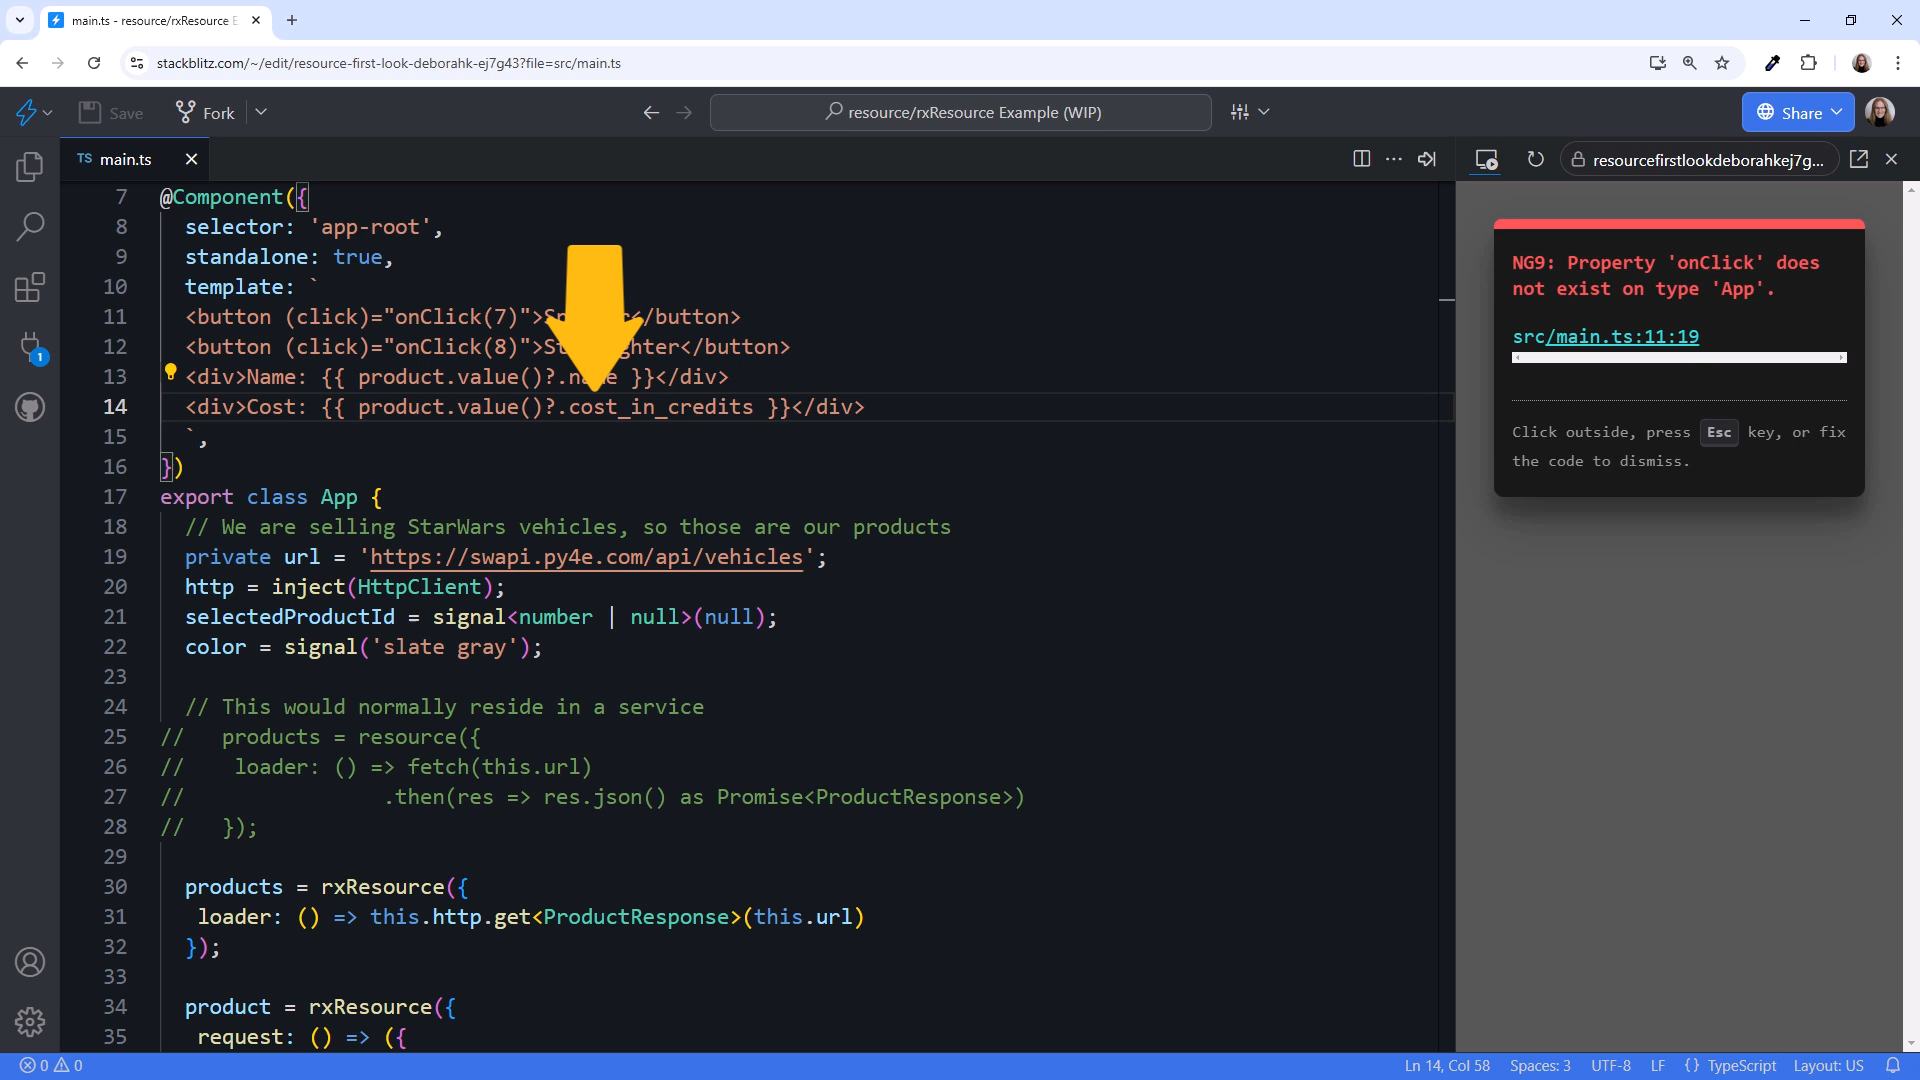 main.ts - resource/rxResource E
stackblitz.com/~/edit/resource-first-look-deborahk-ej7g43?file=src/main.ts
Save
Fork
resource/rxResource Example (WIP)
Share
TS main.ts
resourcefirstlookdeborahkej7g...
1
7 @Component({
8 selector: 'app-root',
9 standalone: true,
10 template: `
11 <button (click)="onClick(7)"></button>
12 <button (click)="onClick(8)"></button>
13 <div>Name: {{ product.value()?.name }}</div>
14 <div>Cost: {{ product.value()?.cost_in_credits }}</div>
15 `,
16 })
17 export class App {
18 // We are selling StarWars vehicles, so those are our products
19 private url = 'https://swapi.py4e.com/api/vehicles';
20 http = inject(HttpClient);
21 selectedProductId = signal<number | null>(null);
22 color = signal('slate gray');
23
24 // This would normally reside in a service
25 // products = resource({
26 // loader: () => fetch(this.url)
27 // .then(res => res.json() as Promise<ProductResponse>)
28 // });
29
30 products = rxResource({
31 loader: () => this.http.get<ProductResponse>(this.url)
32 });
33
34 product = rxResource({
35 request: () => ({
NG9: Property 'onClick' does
not exist on type 'App'.
src/main.ts:11:19
Click outside, press Esc key, or fix
the code to dismiss.
0 0
Ln 14, Col 58
Spaces: 3
UTF-8
LF
{} TypeScript
Layout: US